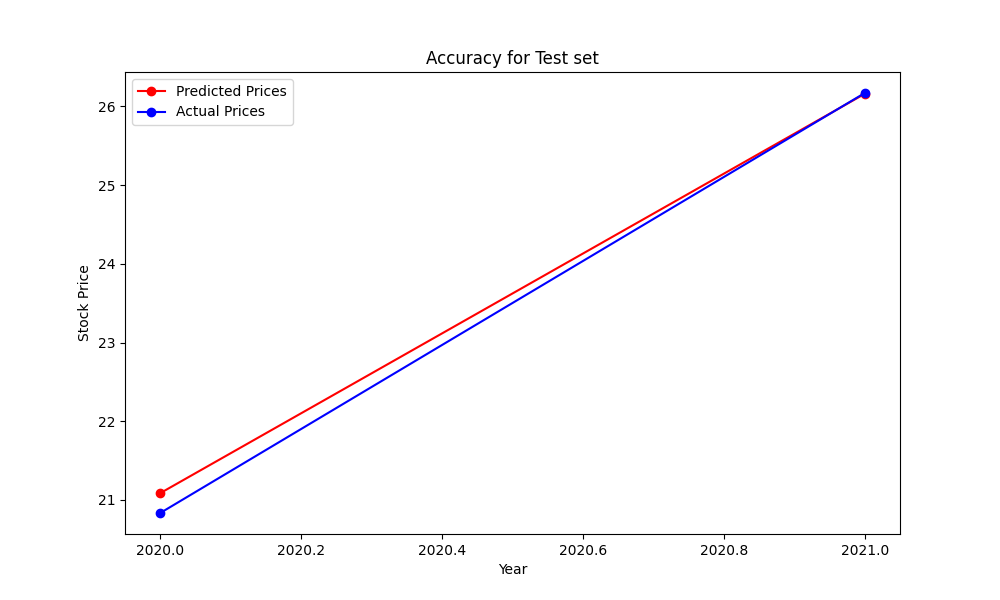 Accuracy for Test set
Predicted Prices
Actual Prices
26
25
24
23
22
21
Stock Price
2020.0
2020.2
2020.4
2020.6
2020.8
2021.0
Year